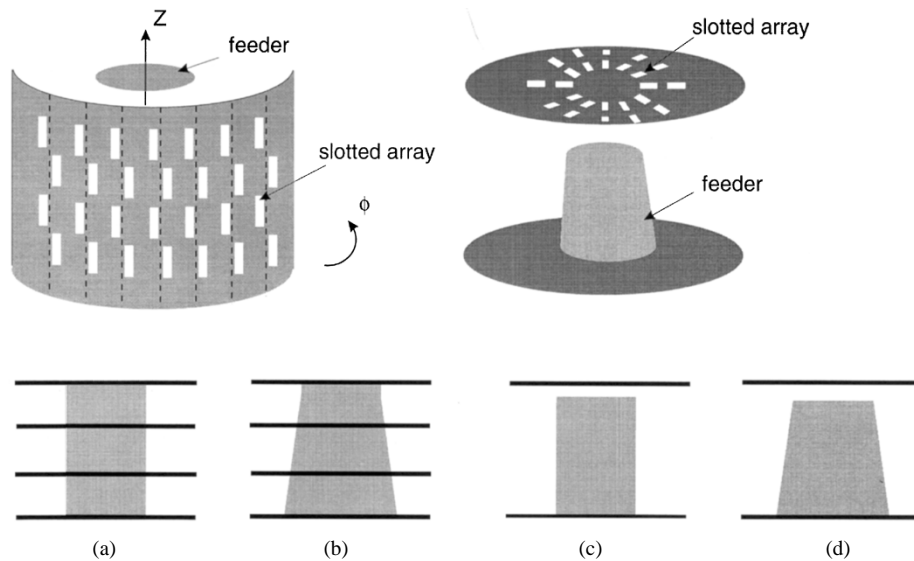 Z
feeder
slotted array
ϕ
slotted array
feeder
(a)
(b)
(c)
(d)